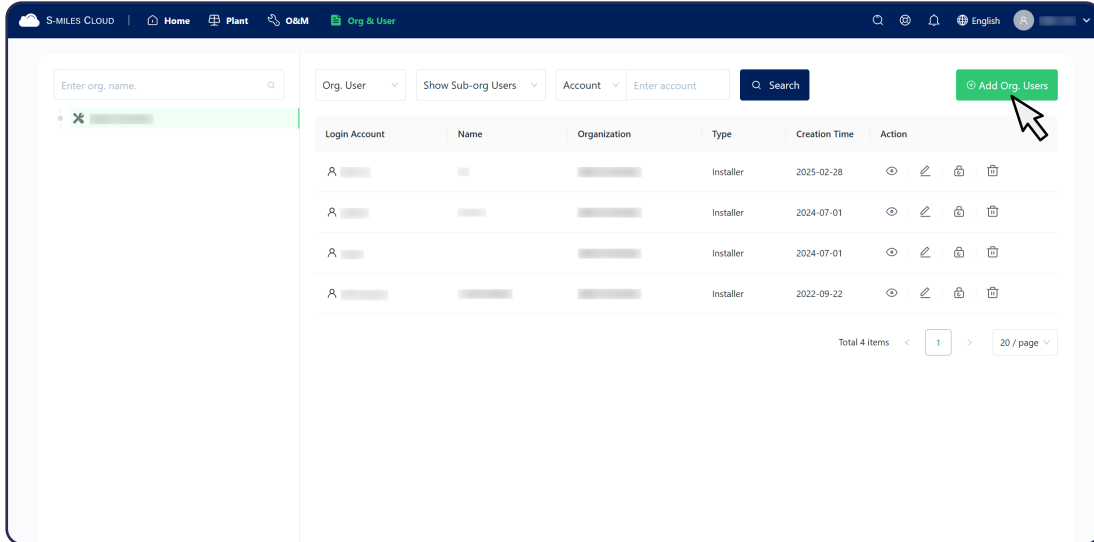 S-MILES CLOUD | Home Plant O&M Org & User English A
Enter org. name. Org. User Show Sub-org Users Account Enter account Search Add Org. Users
Login Account Name Organization Type Creation Time Action
Installer 2025-02-28
Installer 2024-07-01
Installer 2024-07-01
Installer 2022-09-22
Total 4 items < 1 > 20 / page